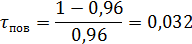 τпов = (1 − 0,96)/0,96 = 0,032